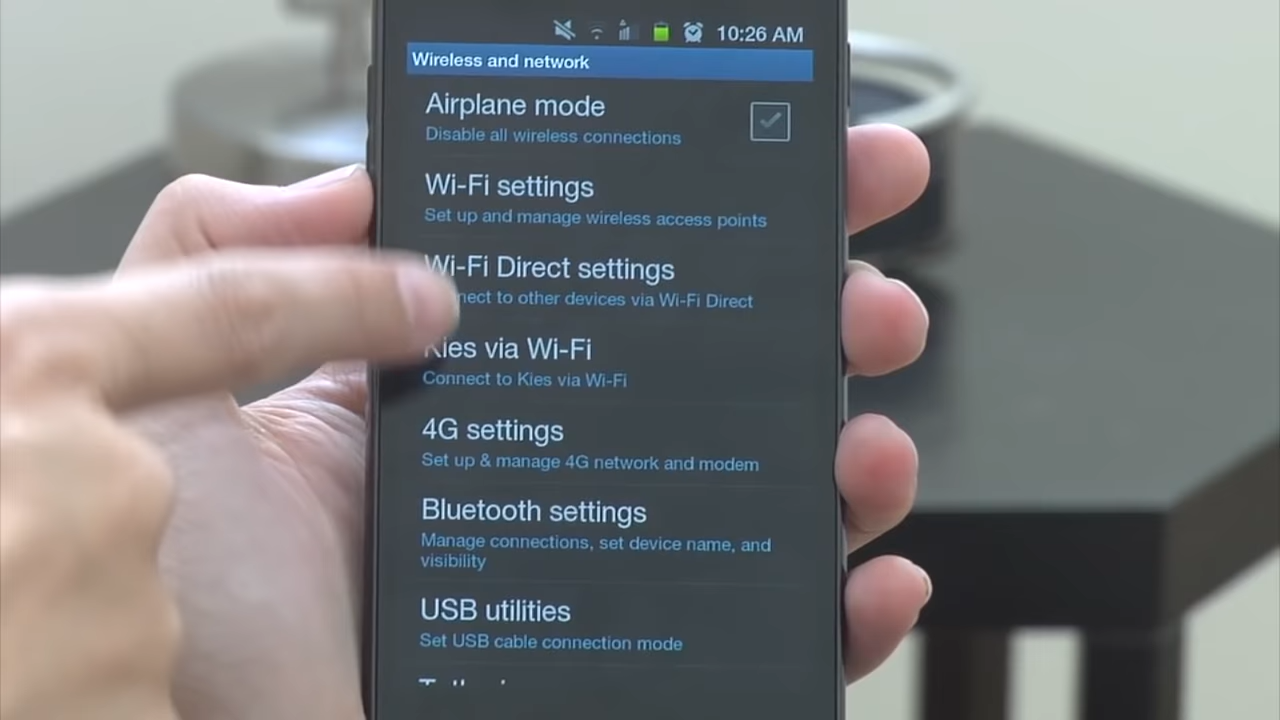 10:26 AM
Wireless and network
Airplane mode
Disable all wireless connections
Wi-Fi settings
Set up and manage wireless access points
Wi-Fi Direct settings
nect to other devices via Wi-Fi Direct
Kies via Wi-Fi
Connect to Kies via Wi-Fi
4G settings
Set up & manage 4G network and modem
Bluetooth settings
Manage connections, set device name, and
visibility
USB utilities
Set USB cable connection mode